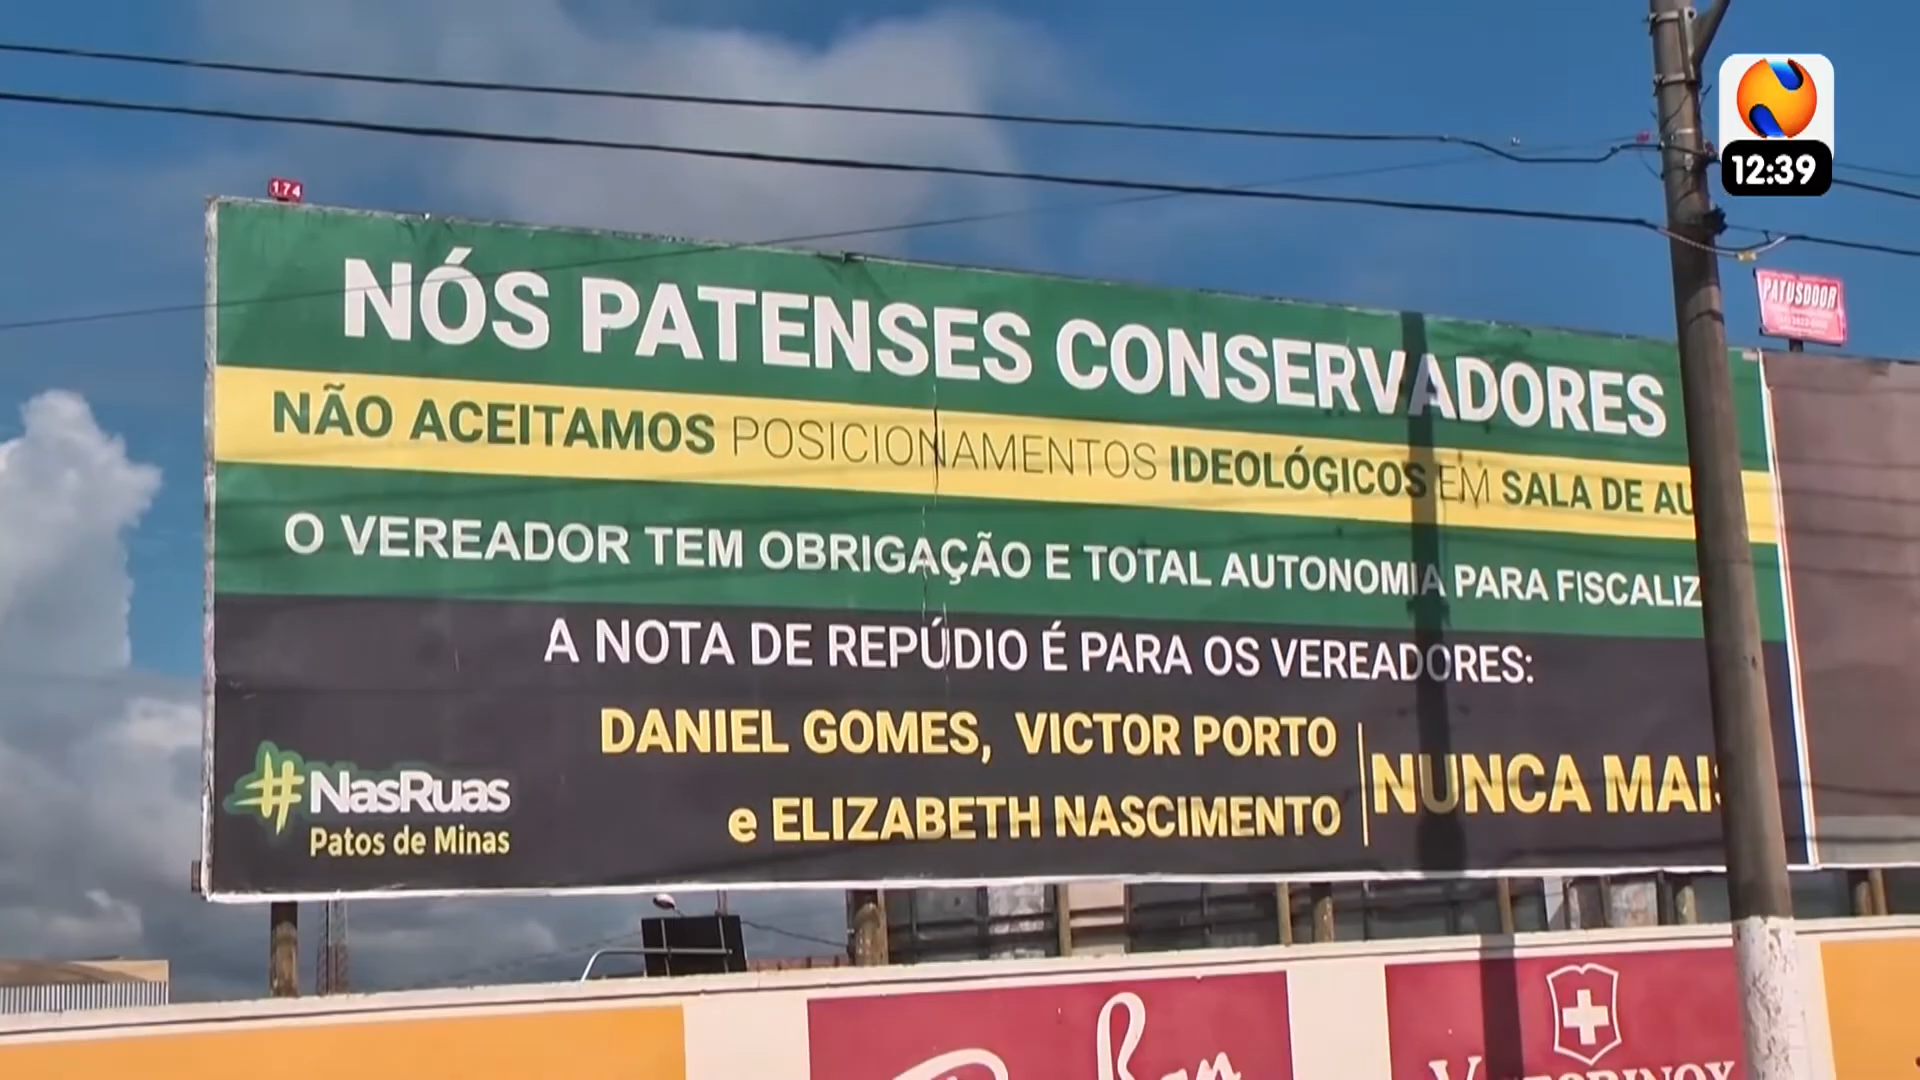 12:39
174
PATUSDOOR
NÓS PATENSES CONSERVADORES
NÃO ACEITAMOS POSICIONAMENTOS IDEOLÓGICOS EM SALA DE AU
O VEREADOR TEM OBRIGAÇÃO E TOTAL AUTONOMIA PARA FISCALIZ
A NOTA DE REPÚDIO É PARA OS VEREADORES:
DANIEL GOMES, VICTOR PORTO
e ELIZABETH NASCIMENTO
NUNCA MAIS
#NasRuas
Patos de Minas
VICTORINOX